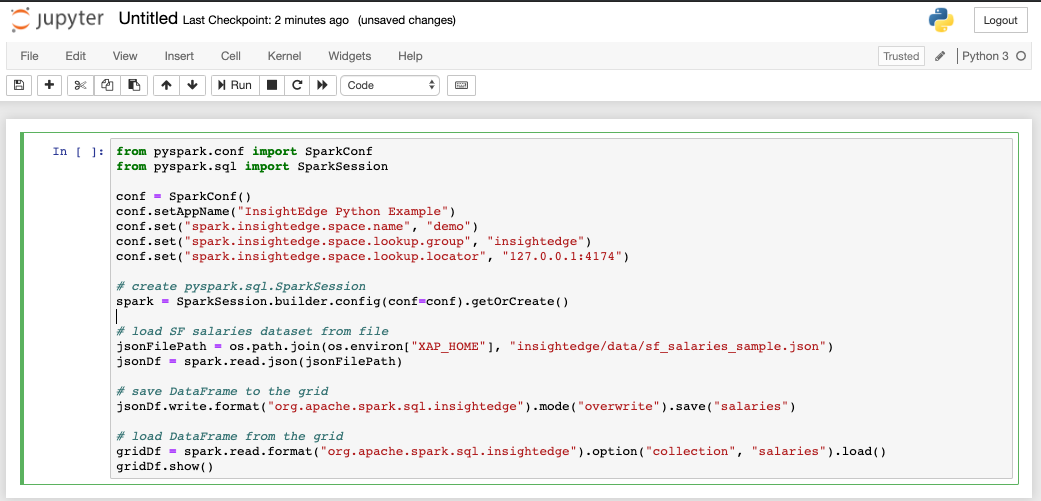 jupyter Untitled Last Checkpoint: 2 minutes ago (unsaved changes) Logout
File Edit View Insert Cell Kernel Widgets Help Trusted Python 3
Run Code
In [ ]: from pyspark.conf import SparkConf
from pyspark.sql import SparkSession
conf = SparkConf()
conf.setAppName("InsightEdge Python Example")
conf.set("spark.insightedge.space.name", "demo")
conf.set("spark.insightedge.space.lookup.group", "insightedge")
conf.set("spark.insightedge.space.lookup.locator", "127.0.0.1:4174")
# create pyspark.sql.SparkSession
spark = SparkSession.builder.config(conf=conf).getOrCreate()
# load SF salaries dataset from file
jsonFilePath = os.path.join(os.environ["XAP_HOME"], "insightedge/data/sf_salaries_sample.json")
jsonDf = spark.read.json(jsonFilePath)
# save DataFrame to the grid
jsonDf.write.format("org.apache.spark.sql.insightedge").mode("overwrite").save("salaries")
# load DataFrame from the grid
gridDf = spark.read.format("org.apache.spark.sql.insightedge").option("collection", "salaries").load()
gridDf.show()